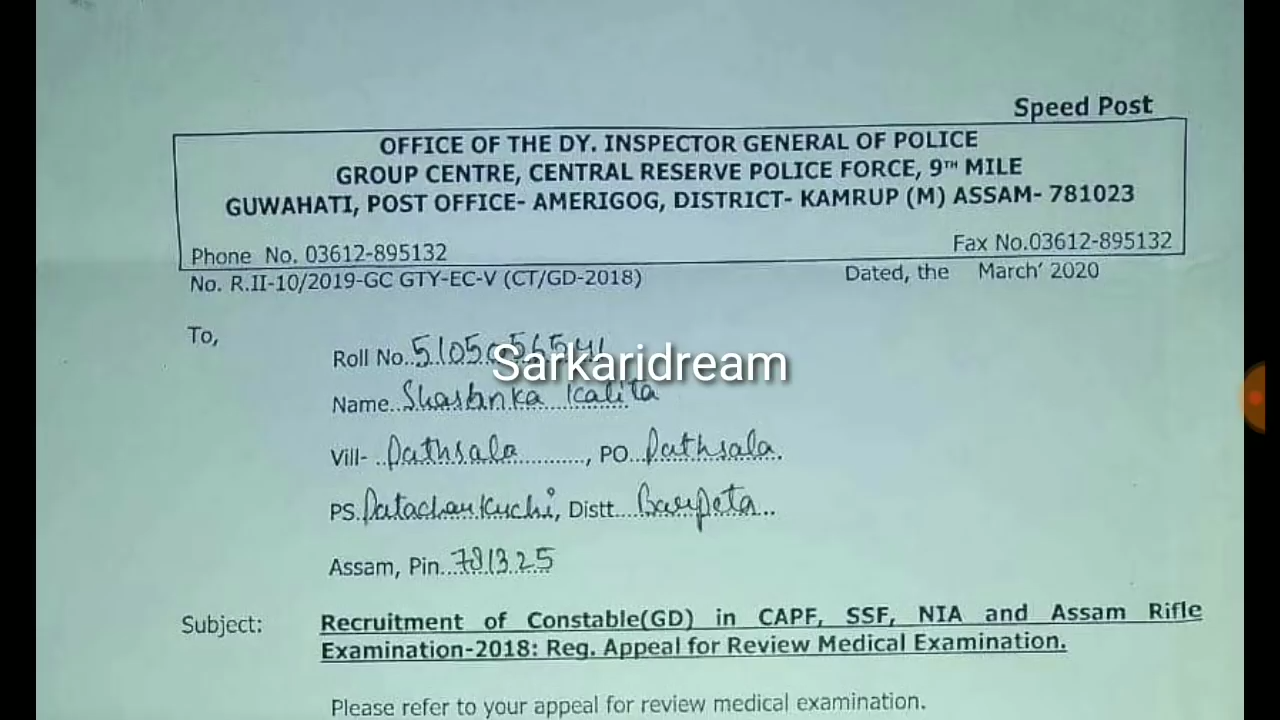 Speed Post
OFFICE OF THE DY. INSPECTOR GENERAL OF POLICE
GROUP CENTRE, CENTRAL RESERVE POLICE FORCE, 9TH MILE
GUWAHATI, POST OFFICE- AMERIGOG, DISTRICT- KAMRUP (M) ASSAM- 781023
Phone No. 03612-895132 Fax No.03612-895132
No. R.II-10/2019-GC GTY-EC-V (CT/GD-2018) Dated, the March' 2020
To,
Roll No..
Sarkaridream
Name..Shashnka Kalita
Vill- ..Pathsala..........., PO..Pathsala.
PS.Patacharkuchi, Distt....Barpeta..
Assam, Pin..781325
Subject: Recruitment of Constable(GD) in CAPF, SSF, NIA and Assam Rifle
Examination-2018: Reg. Appeal for Review Medical Examination.
Please refer to your appeal for review medical examination.